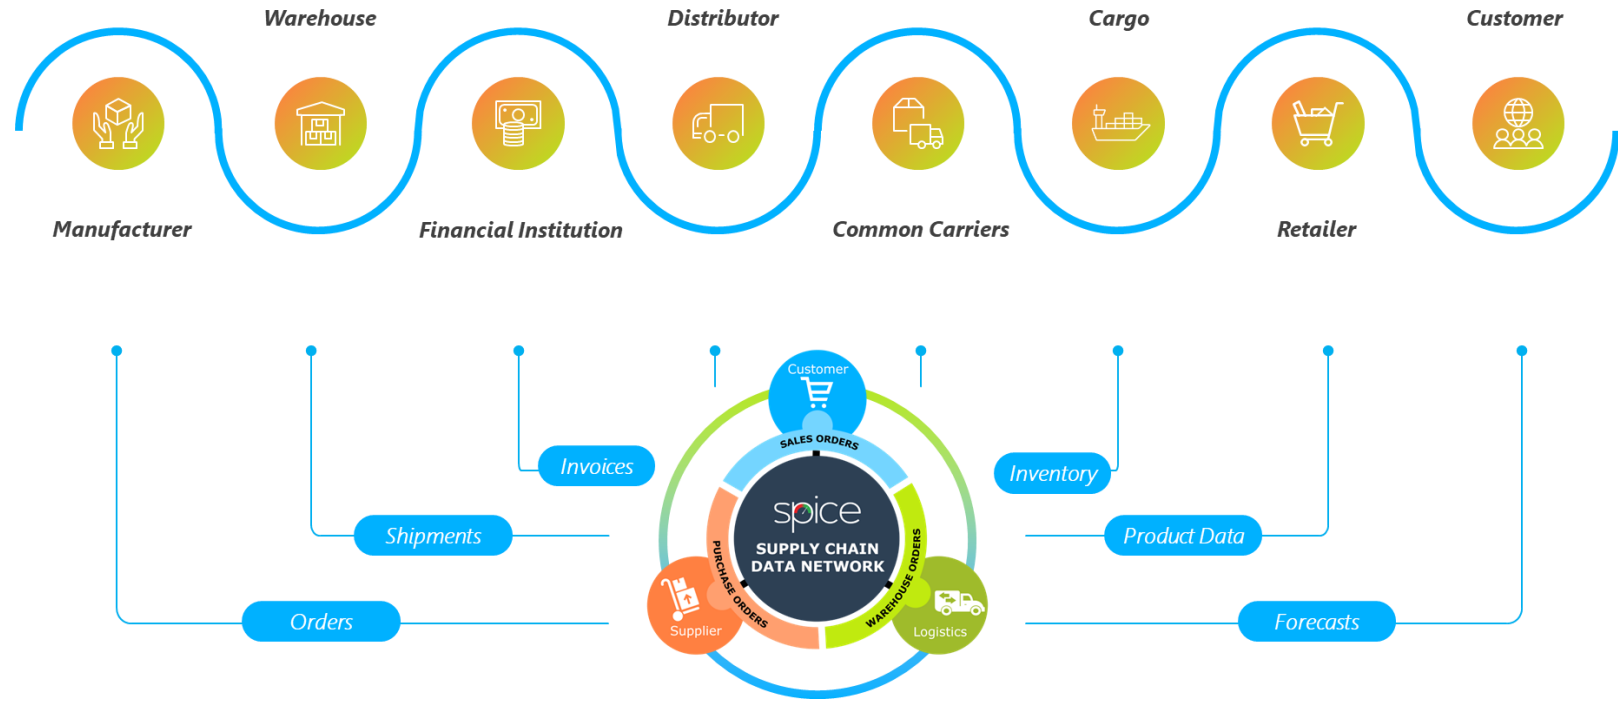 Warehouse
Distributor
Cargo
Customer
Manufacturer
Financial Institution
Common Carriers
Retailer
Customer
SALES ORDERS
Invoices
Inventory
spice
SUPPLY CHAIN
DATA NETWORK
Shipments
Product Data
PURCHASE ORDERS
WAREHOUSE ORDERS
Orders
Supplier
Logistics
Forecasts